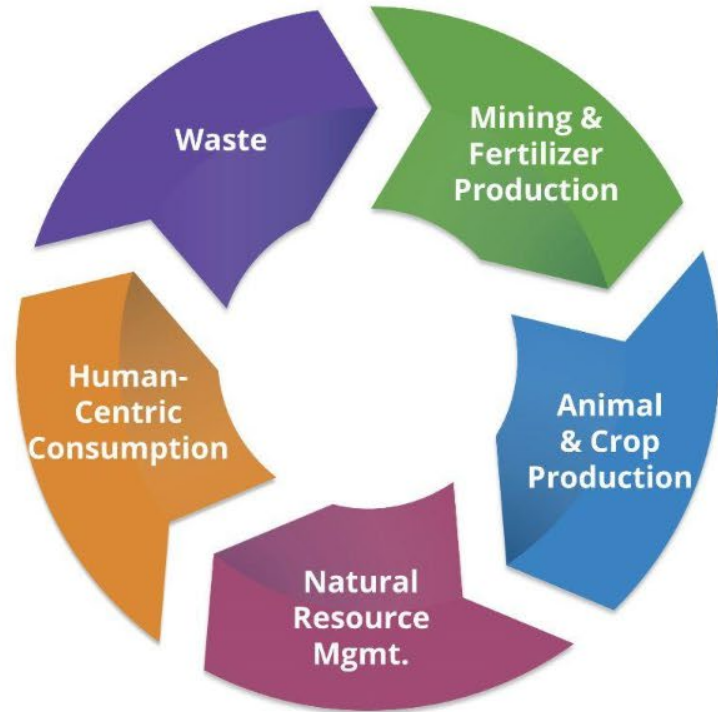 Waste
Mining &
Fertilizer
Production
Animal
& Crop
Production
Natural
Resource
Mgmt.
Human-
Centric
Consumption